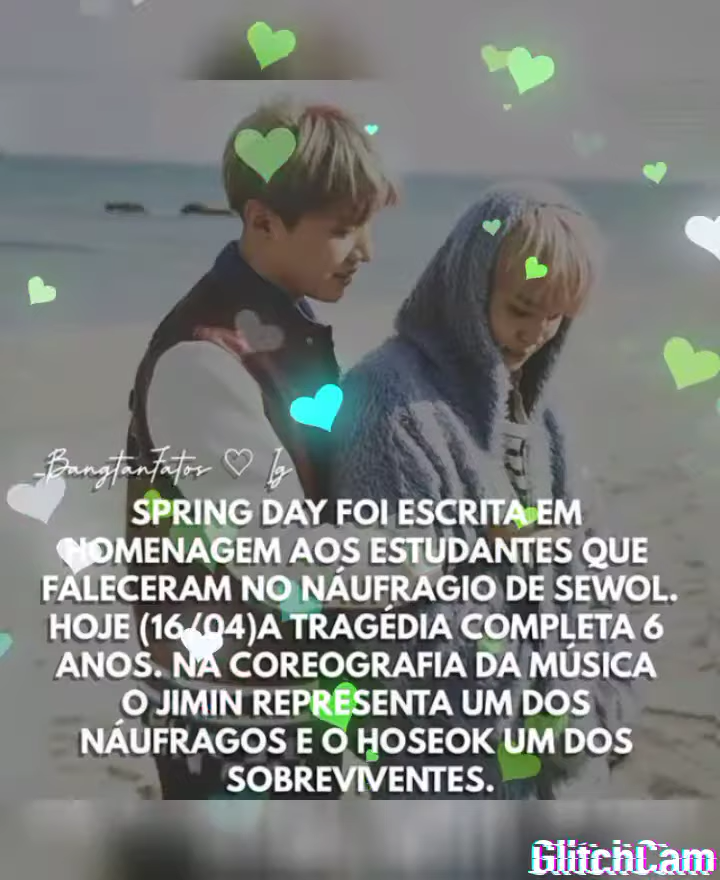 _BangtanFatos ♡ Ig
SPRING DAY FOI ESCRITA EM
HOMENAGEM AOS ESTUDANTES QUE
FALECERAM NO NÁUFRAGIO DE SEWOL.
HOJE (16/04)A TRAGÉDIA COMPLETA 6
ANOS. NA COREOGRAFIA DA MÚSICA
O JIMIN REPRESENTA UM DOS
NÁUFRAGOS E O HOSEOK UM DOS
SOBREVIVENTES.
GlitchCam